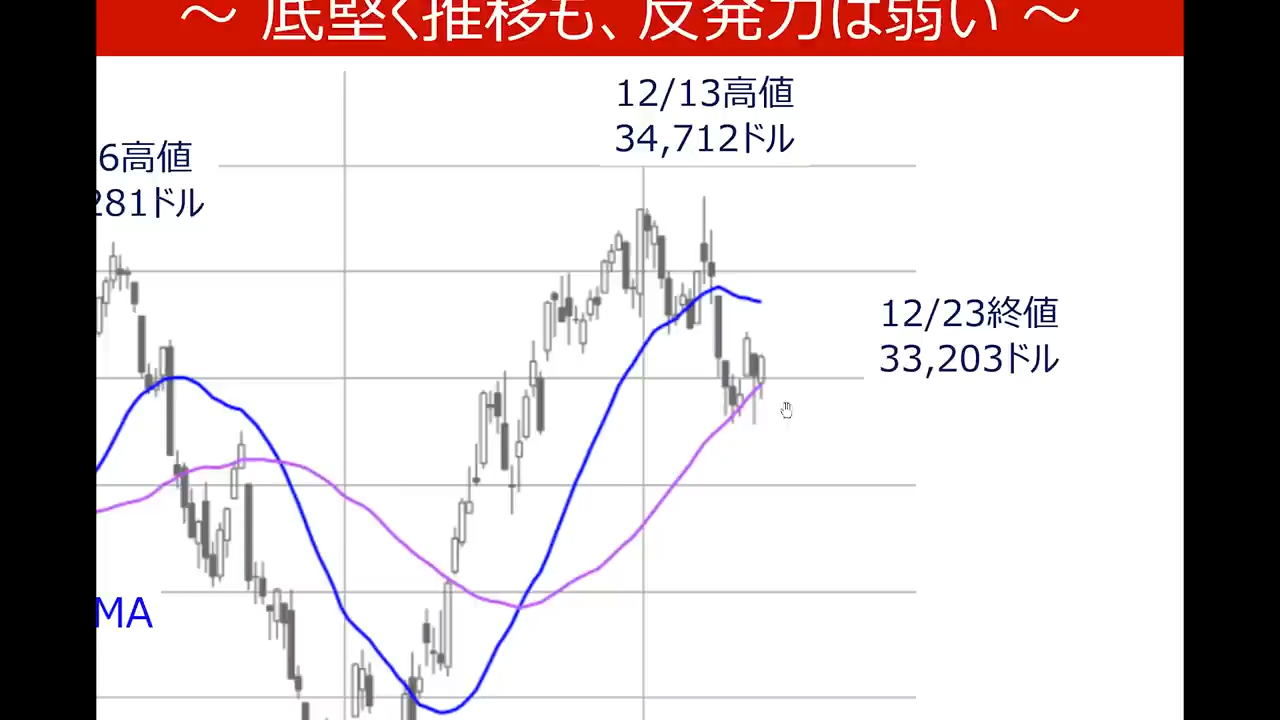 ～ 底堅く推移も、反発力は弱い ～
12/13高値
34,712ドル
6高値
281ドル
12/23終値
33,203ドル
MA